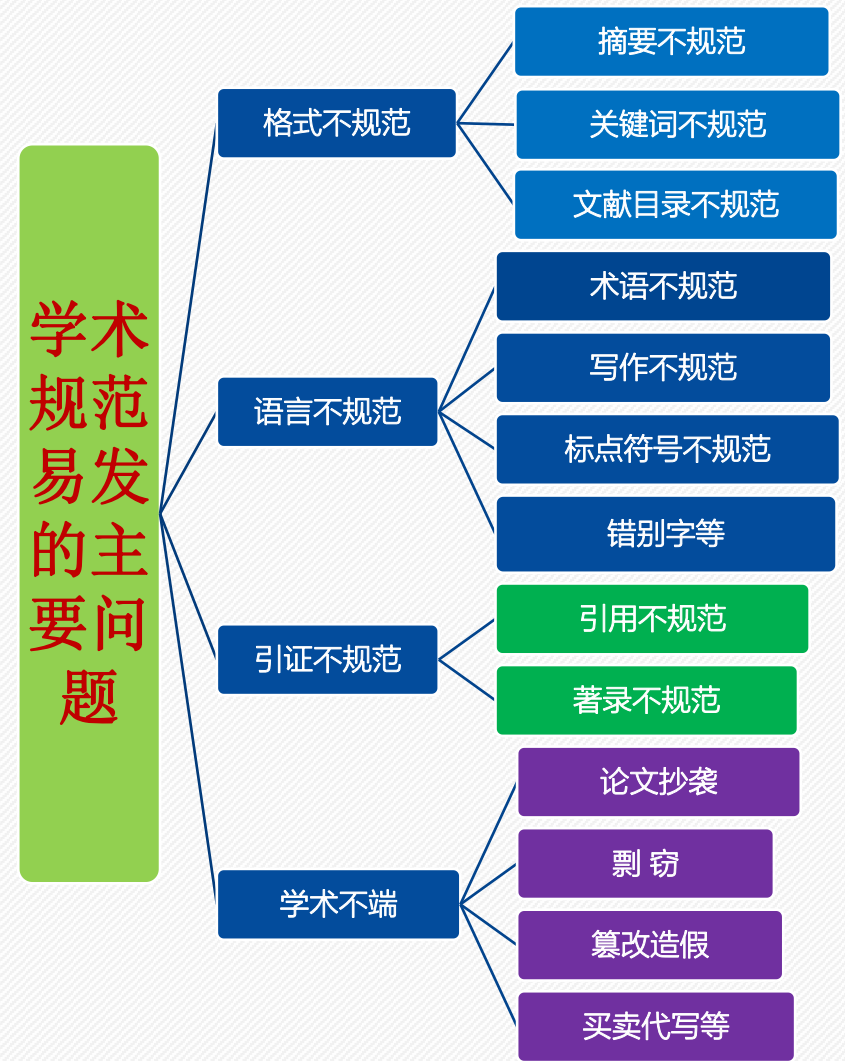 学术
规范
易发
的主
要问
题
格式不规范
摘要不规范
关键词不规范
文献目录不规范
语言不规范
术语不规范
写作不规范
标点符号不规范
错别字等
引证不规范
引用不规范
著录不规范
学术不端
论文抄袭
剽 窃
篡改造假
买卖代写等